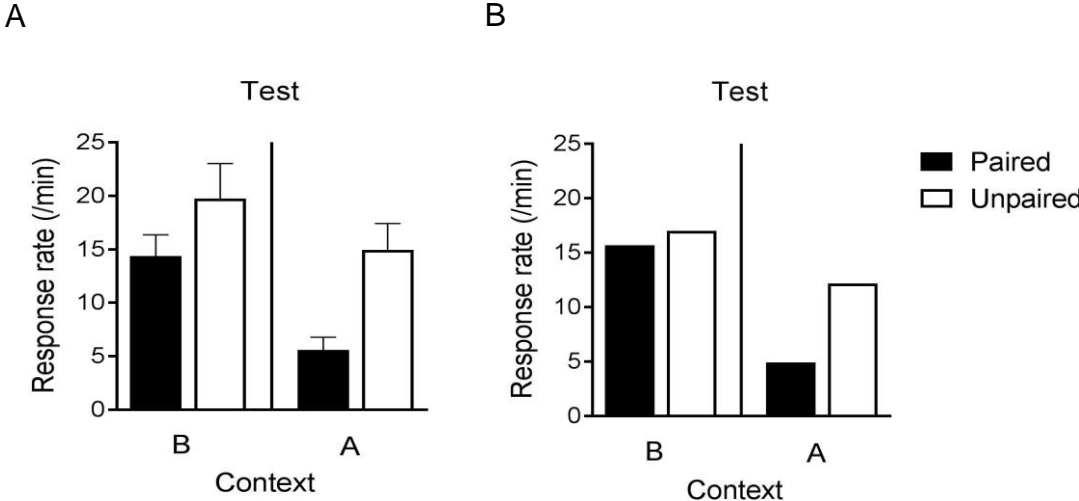 A
Test
Response rate (/min)
25
20
15
10
5
0
B
A
Context
B
Test
Response rate (/min)
25
20
15
10
5
0
B
A
Context
Paired
Unpaired